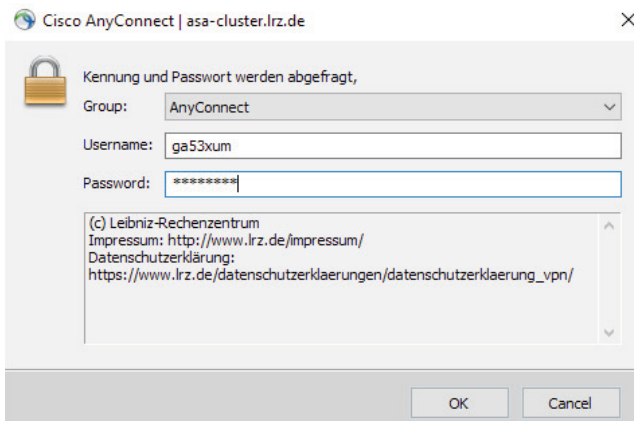 Cisco AnyConnect | asa-cluster.lrz.de
Kennung und Passwort werden abgefragt,
Group: AnyConnect
Username: ga53xum
Password: ********
(c) Leibniz-Rechenzentrum
Impressum: http://www.lrz.de/impressum/
Datenschutzerklärung:
https://www.lrz.de/datenschutzerklaerungen/datenschutzerklaerung_vpn/
OK Cancel